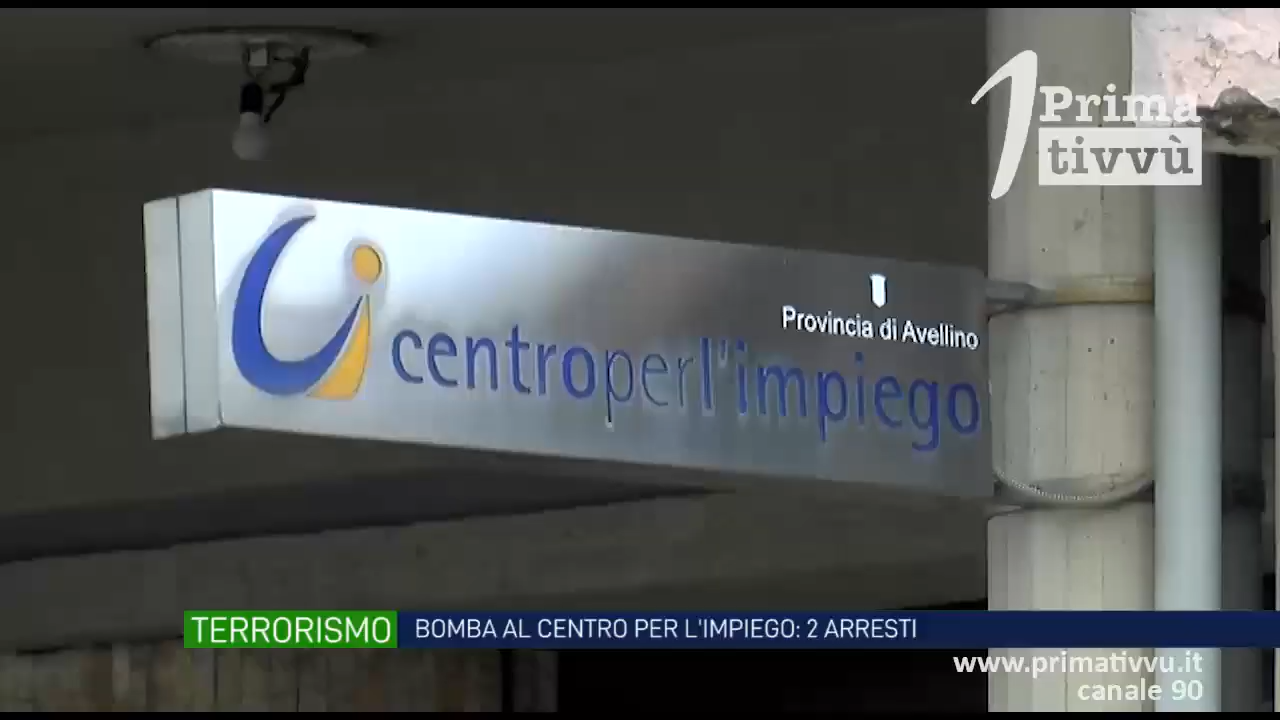 1 Prima
tivvù
Provincia di Avellino
centroperl'impiego
TERRORISMO BOMBA AL CENTRO PER L'IMPIEGO: 2 ARRESTI
www.primativvu.it
canale 90